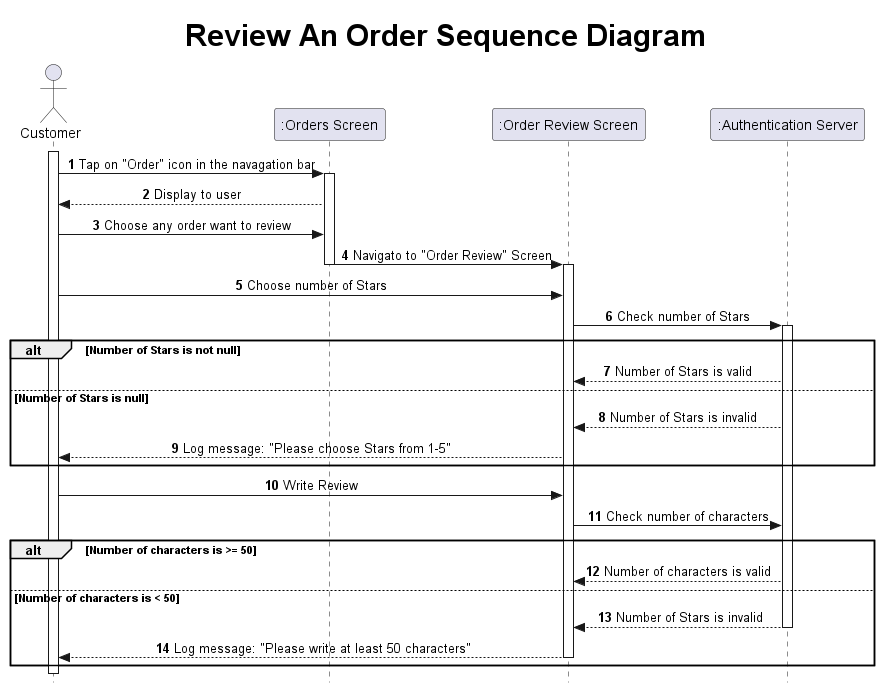 Review An Order Sequence Diagram
Customer
:Orders Screen
:Order Review Screen
:Authentication Server
1 Tap on "Order" icon in the navagation bar
2 Display to user
3 Choose any order want to review
4 Navigato to "Order Review" Screen
5 Choose number of Stars
6 Check number of Stars
alt [Number of Stars is not null]
7 Number of Stars is valid
[Number of Stars is null]
8 Number of Stars is invalid
9 Log message: "Please choose Stars from 1-5"
10 Write Review
11 Check number of characters
alt [Number of characters is >= 50]
12 Number of characters is valid
[Number of characters is < 50]
13 Number of Stars is invalid
14 Log message: "Please write at least 50 characters"